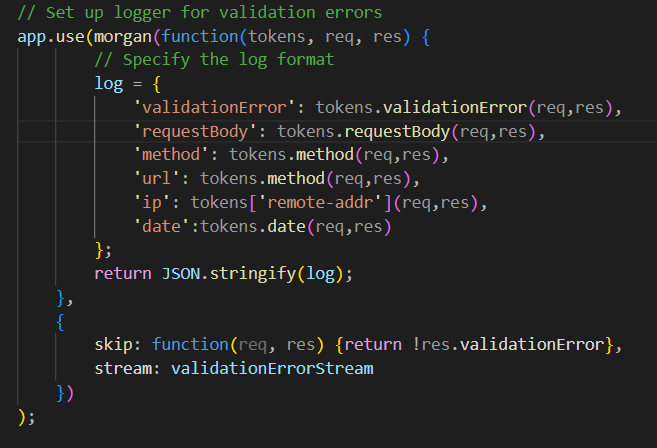 // Set up logger for validation errors
app.use(morgan(function(tokens, req, res) {
        // Specify the log format
        log = {
            'validationError': tokens.validationError(req,res),
            'requestBody': tokens.requestBody(req,res),
            'method': tokens.method(req,res),
            'url': tokens.method(req,res),
            'ip': tokens['remote-addr'](req,res),
            'date':tokens.date(req,res)
        };
        return JSON.stringify(log);
    },
    {
        skip: function(req, res) {return !res.validationError},
        stream: validationErrorStream
    })
);